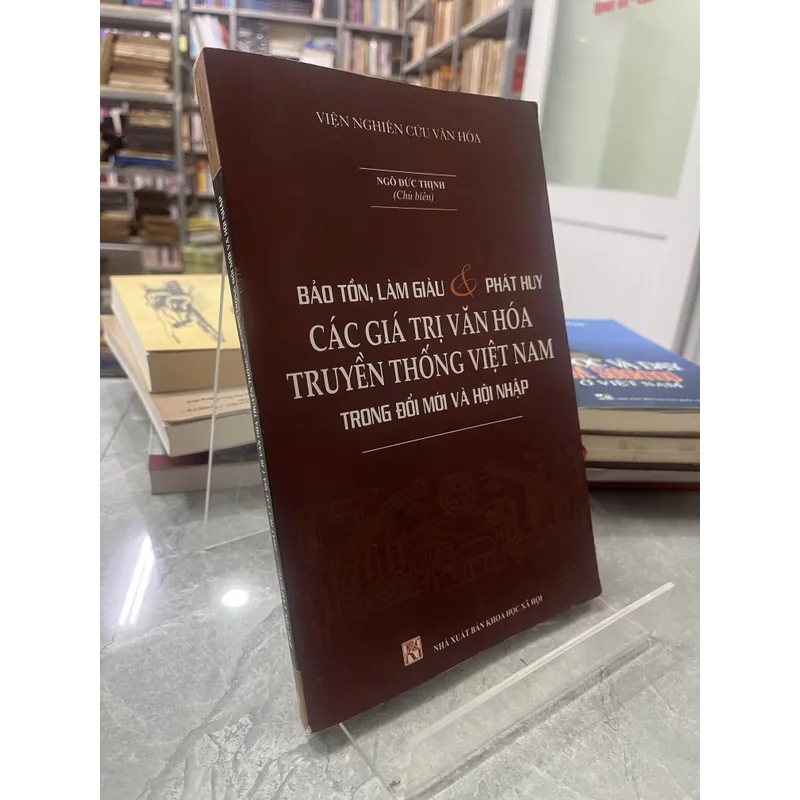 VIỆN NGHIÊN CỨU VĂN HÓA
NGÔ ĐỨC THỊNH
(Chủ biên)
BẢO TỒN, LÀM GIÀU & PHÁT HUY
CÁC GIÁ TRỊ VĂN HÓA
TRUYỀN THỐNG VIỆT NAM
TRONG ĐỔI MỚI VÀ HỘI NHẬP
NHÀ XUẤT BẢN KHOA HỌC XÃ HỘI
Ở VIỆT NAM